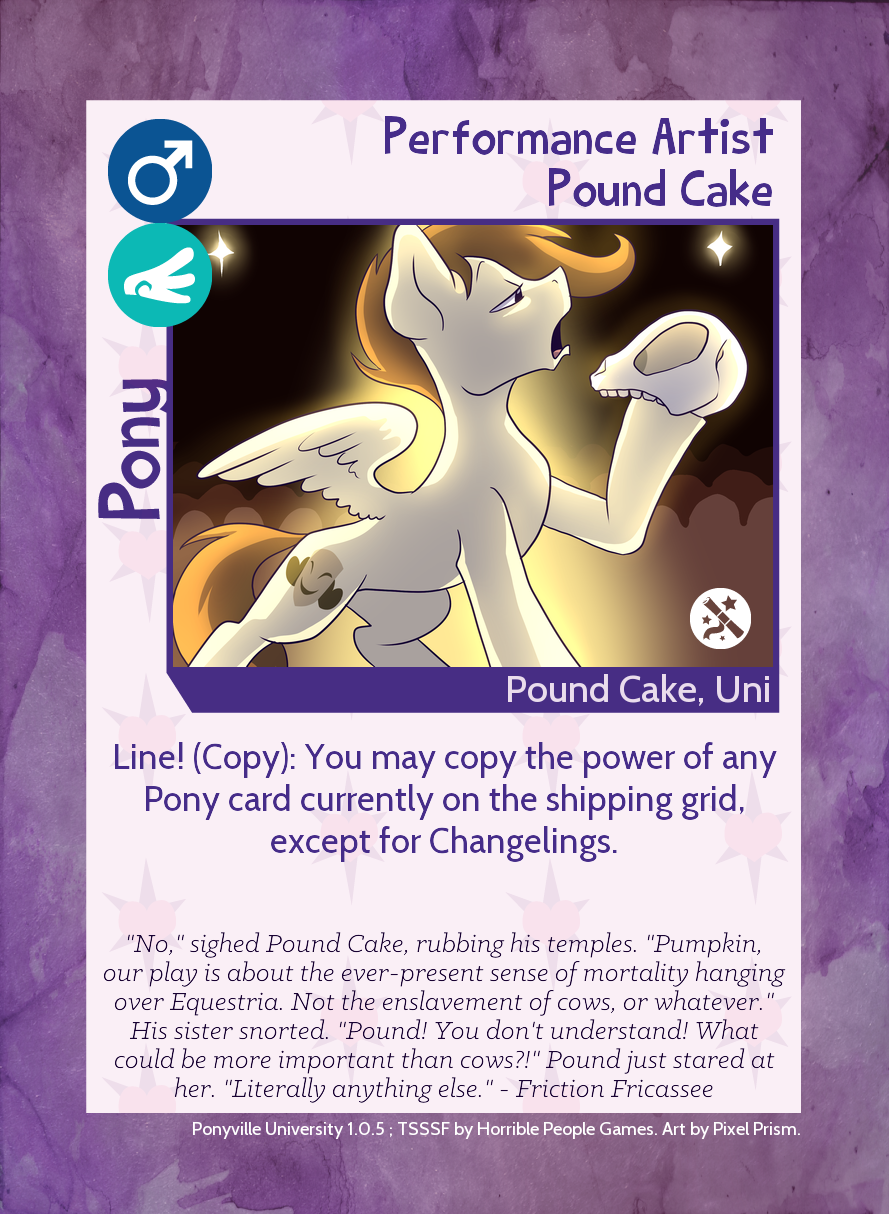 Performance Artist
Pound Cake
Pony
Pound Cake, Uni
Line! (Copy): You may copy the power of any
Pony card currently on the shipping grid,
except for Changelings.
"No," sighed Pound Cake, rubbing his temples. "Pumpkin,
our play is about the ever-present sense of mortality hanging
over Equestria. Not the enslavement of cows, or whatever."
His sister snorted. "Pound! You don't understand! What
could be more important than cows?!" Pound just stared at
her. "Literally anything else." - Friction Fricassee
Ponyville University 1.0.5 ; TSSSF by Horrible People Games. Art by Pixel Prism.